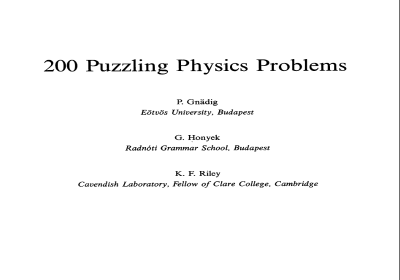 200 Puzzling Physics Problems
P. Gnädig
Eötvös University, Budapest
G. Honyek
Radnóti Grammar School, Budapest
K. F. Riley
Cavendish Laboratory, Fellow of Clare College, Cambridge